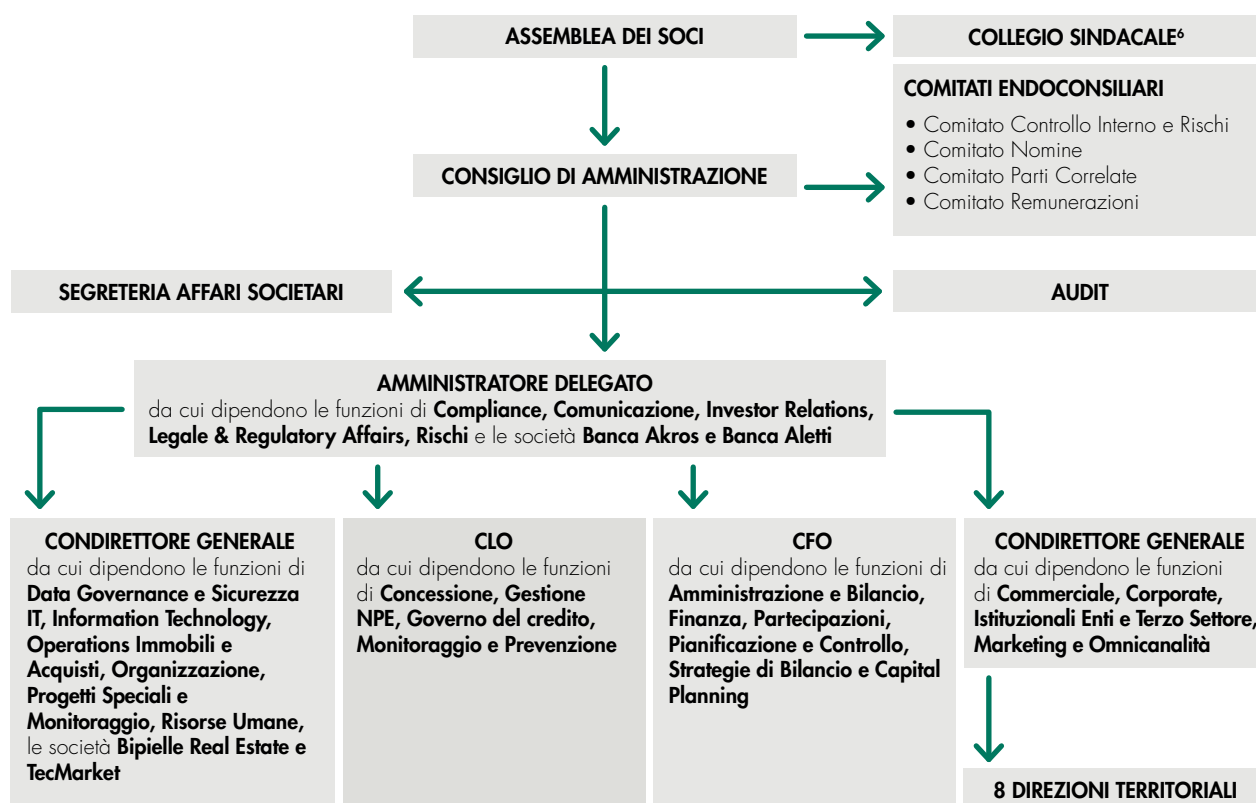 ASSEMBLEA DEI SOCI
COLLEGIO SINDACALE⁶
COMITATI ENDOCONSILIARI
• Comitato Controllo Interno e Rischi
• Comitato Nomine
• Comitato Parti Correlate
• Comitato Remunerazioni
CONSIGLIO DI AMMINISTRAZIONE
SEGRETERIA AFFARI SOCIETARI
AUDIT
AMMINISTRATORE DELEGATO
da cui dipendono le funzioni di Compliance, Comunicazione, Investor Relations,
Legale & Regulatory Affairs, Rischi e le società Banca Akros e Banca Aletti
CONDIRETTORE GENERALE
da cui dipendono le funzioni di
Data Governance e Sicurezza
IT, Information Technology,
Operations Immobili e
Acquisti, Organizzazione,
Progetti Speciali e
Monitoraggio, Risorse Umane,
le società Bipielle Real Estate e
TecMarket
CLO
da cui dipendono le funzioni
di Concessione, Gestione
NPE, Governo del credito,
Monitoraggio e Prevenzione
CFO
da cui dipendono le funzioni di
Amministrazione e Bilancio,
Finanza, Partecipazioni,
Pianificazione e Controllo,
Strategie di Bilancio e Capital
Planning
CONDIRETTORE GENERALE
da cui dipendono le funzioni
di Commerciale, Corporate,
Istituzionali Enti e Terzo Settore,
Marketing e Omnicanalità
8 DIREZIONI TERRITORIALI